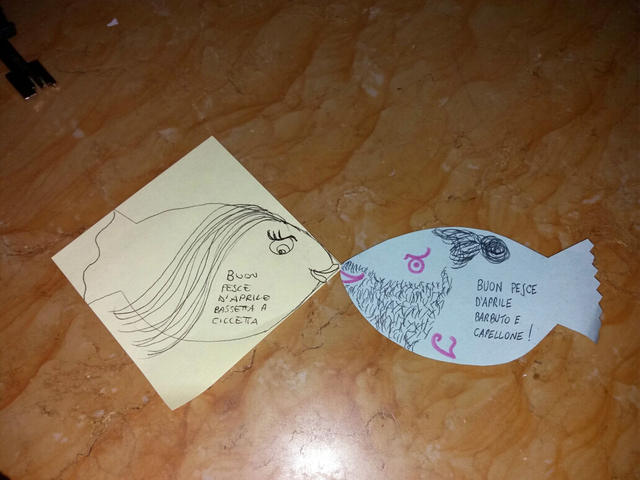 BUON
PESCE
D'APRILE
BASSETTA A
CICCETTA
BUON PESCE
D'APRILE
BARBUTO E
CAPELLONE!